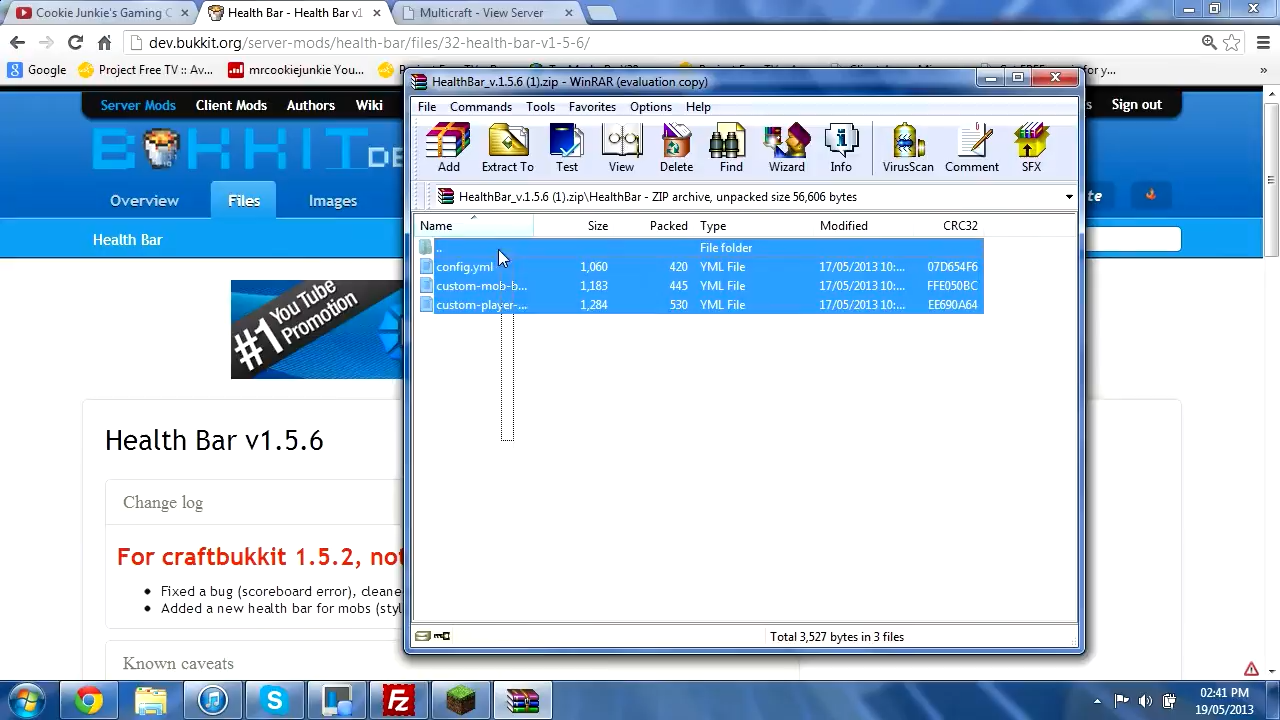 Cookie Junkie's Gaming C
Health Bar - Health Bar v1
Multicraft - View Server
dev.bukkit.org/server-mods/health-bar/files/32-health-bar-v1-5-6/
Google
Project Free TV :: Av...
mrcookiejunkie You...
HealthBar_v.1.5.6 (1).zip - WinRAR (evaluation copy)
File
Commands
Tools
Favorites
Options
Help
Server Mods
Client Mods
Authors
Wiki
Sign out
BUKKIT DE
Add
Extract To
Test
View
Delete
Find
Wizard
Info
VirusScan
Comment
SFX
Overview
Files
Images
HealthBar_v.1.5.6 (1).zip\HealthBar - ZIP archive, unpacked size 56,606 bytes
Name
Size
Packed
Type
Modified
CRC32
Health Bar
..
File folder
config.yml 1,060 420 YML File 17/05/2013 10:... 07D654F6
custom-mob-b... 1,183 445 YML File 17/05/2013 10:... FFE050BC
custom-player-... 1,284 530 YML File 17/05/2013 10:... EE690A64
#1 You Tube
Promotion
Health Bar v1.5.6
Change log
For craftbukkit 1.5.2, not
Fixed a bug (scoreboard error), cleane
Added a new health bar for mobs (styl
Total 3,527 bytes in 3 files
Known caveats
02:41 PM
19/05/2013